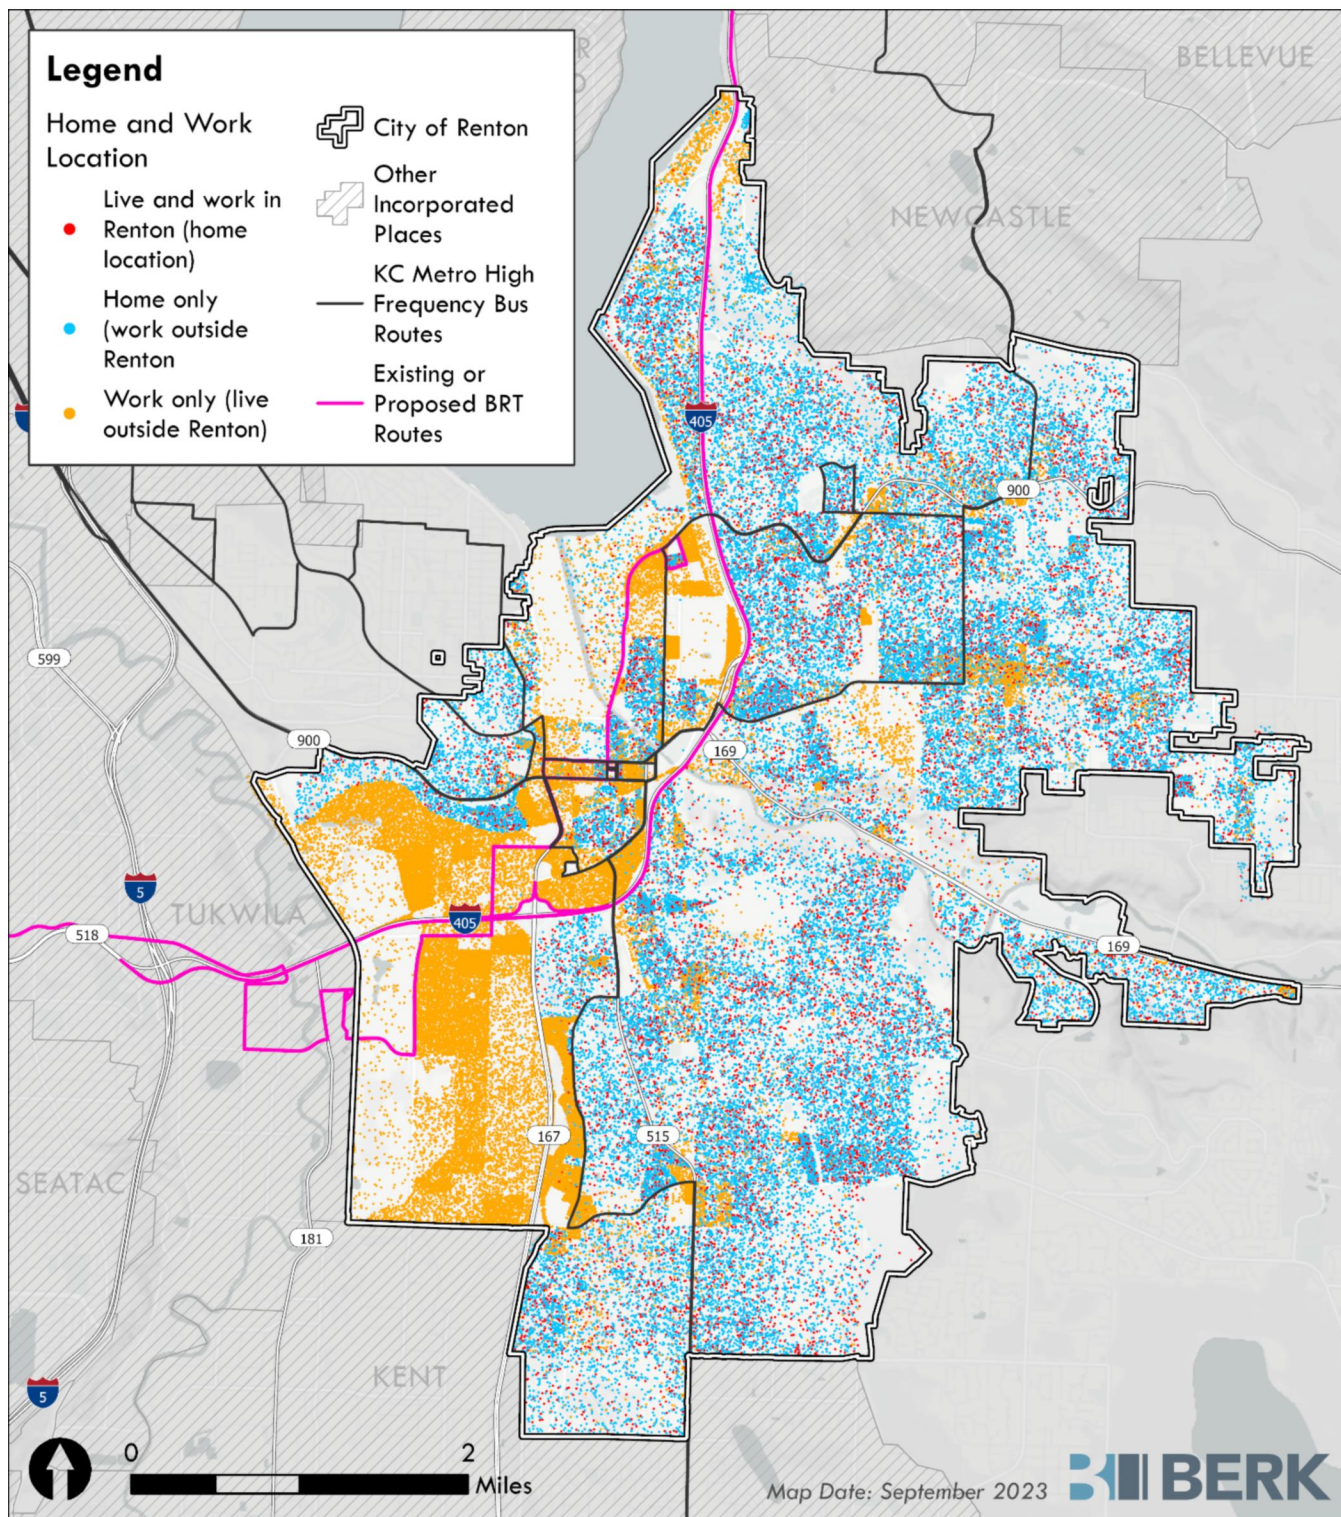 Legend
Home and Work
Location
Live and work in
Renton (home
location)
Home only
(work outside
Renton
Work only (live
outside Renton)
City of Renton
Other
Incorporated
Places
KC Metro High
Frequency Bus
Routes
Existing or
Proposed BRT
Routes
R
BELLEVUE
NEWCASTLE
405
900
599
900
169
5
TUKWILA
405
518
169
167
515
SEATAC
181
KENT
5
0
2
Miles
Map Date: September 2023
BERK